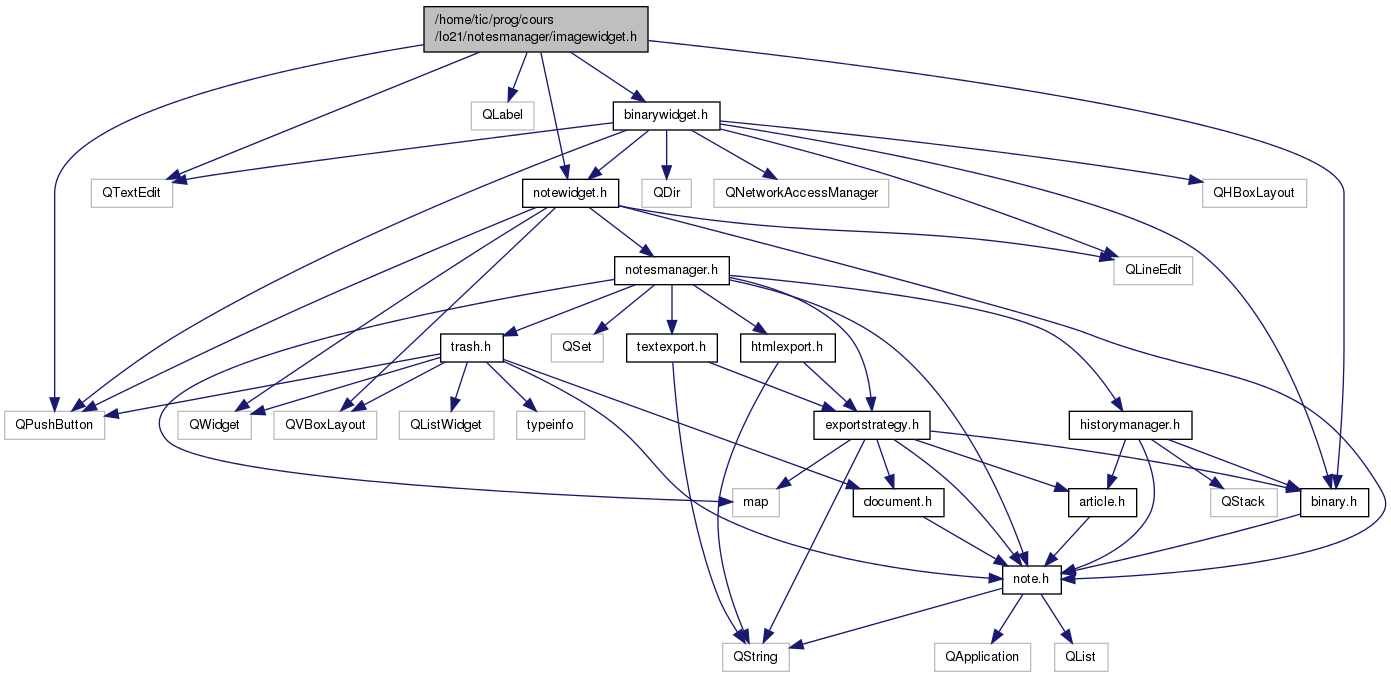 /home/tic/prog/cours
/lo21/notesmanager/imagewidget.h
QLabel
binarywidget.h
QTextEdit
notewidget.h
QDir
QNetworkAccessManager
QHBoxLayout
notesmanager.h
QLineEdit
trash.h
QSet
textexport.h
htmlexport.h
QPushButton
QWidget
QVBoxLayout
QListWidget
typeinfo
exportstrategy.h
historymanager.h
map
document.h
article.h
QStack
binary.h
note.h
QString
QApplication
QList